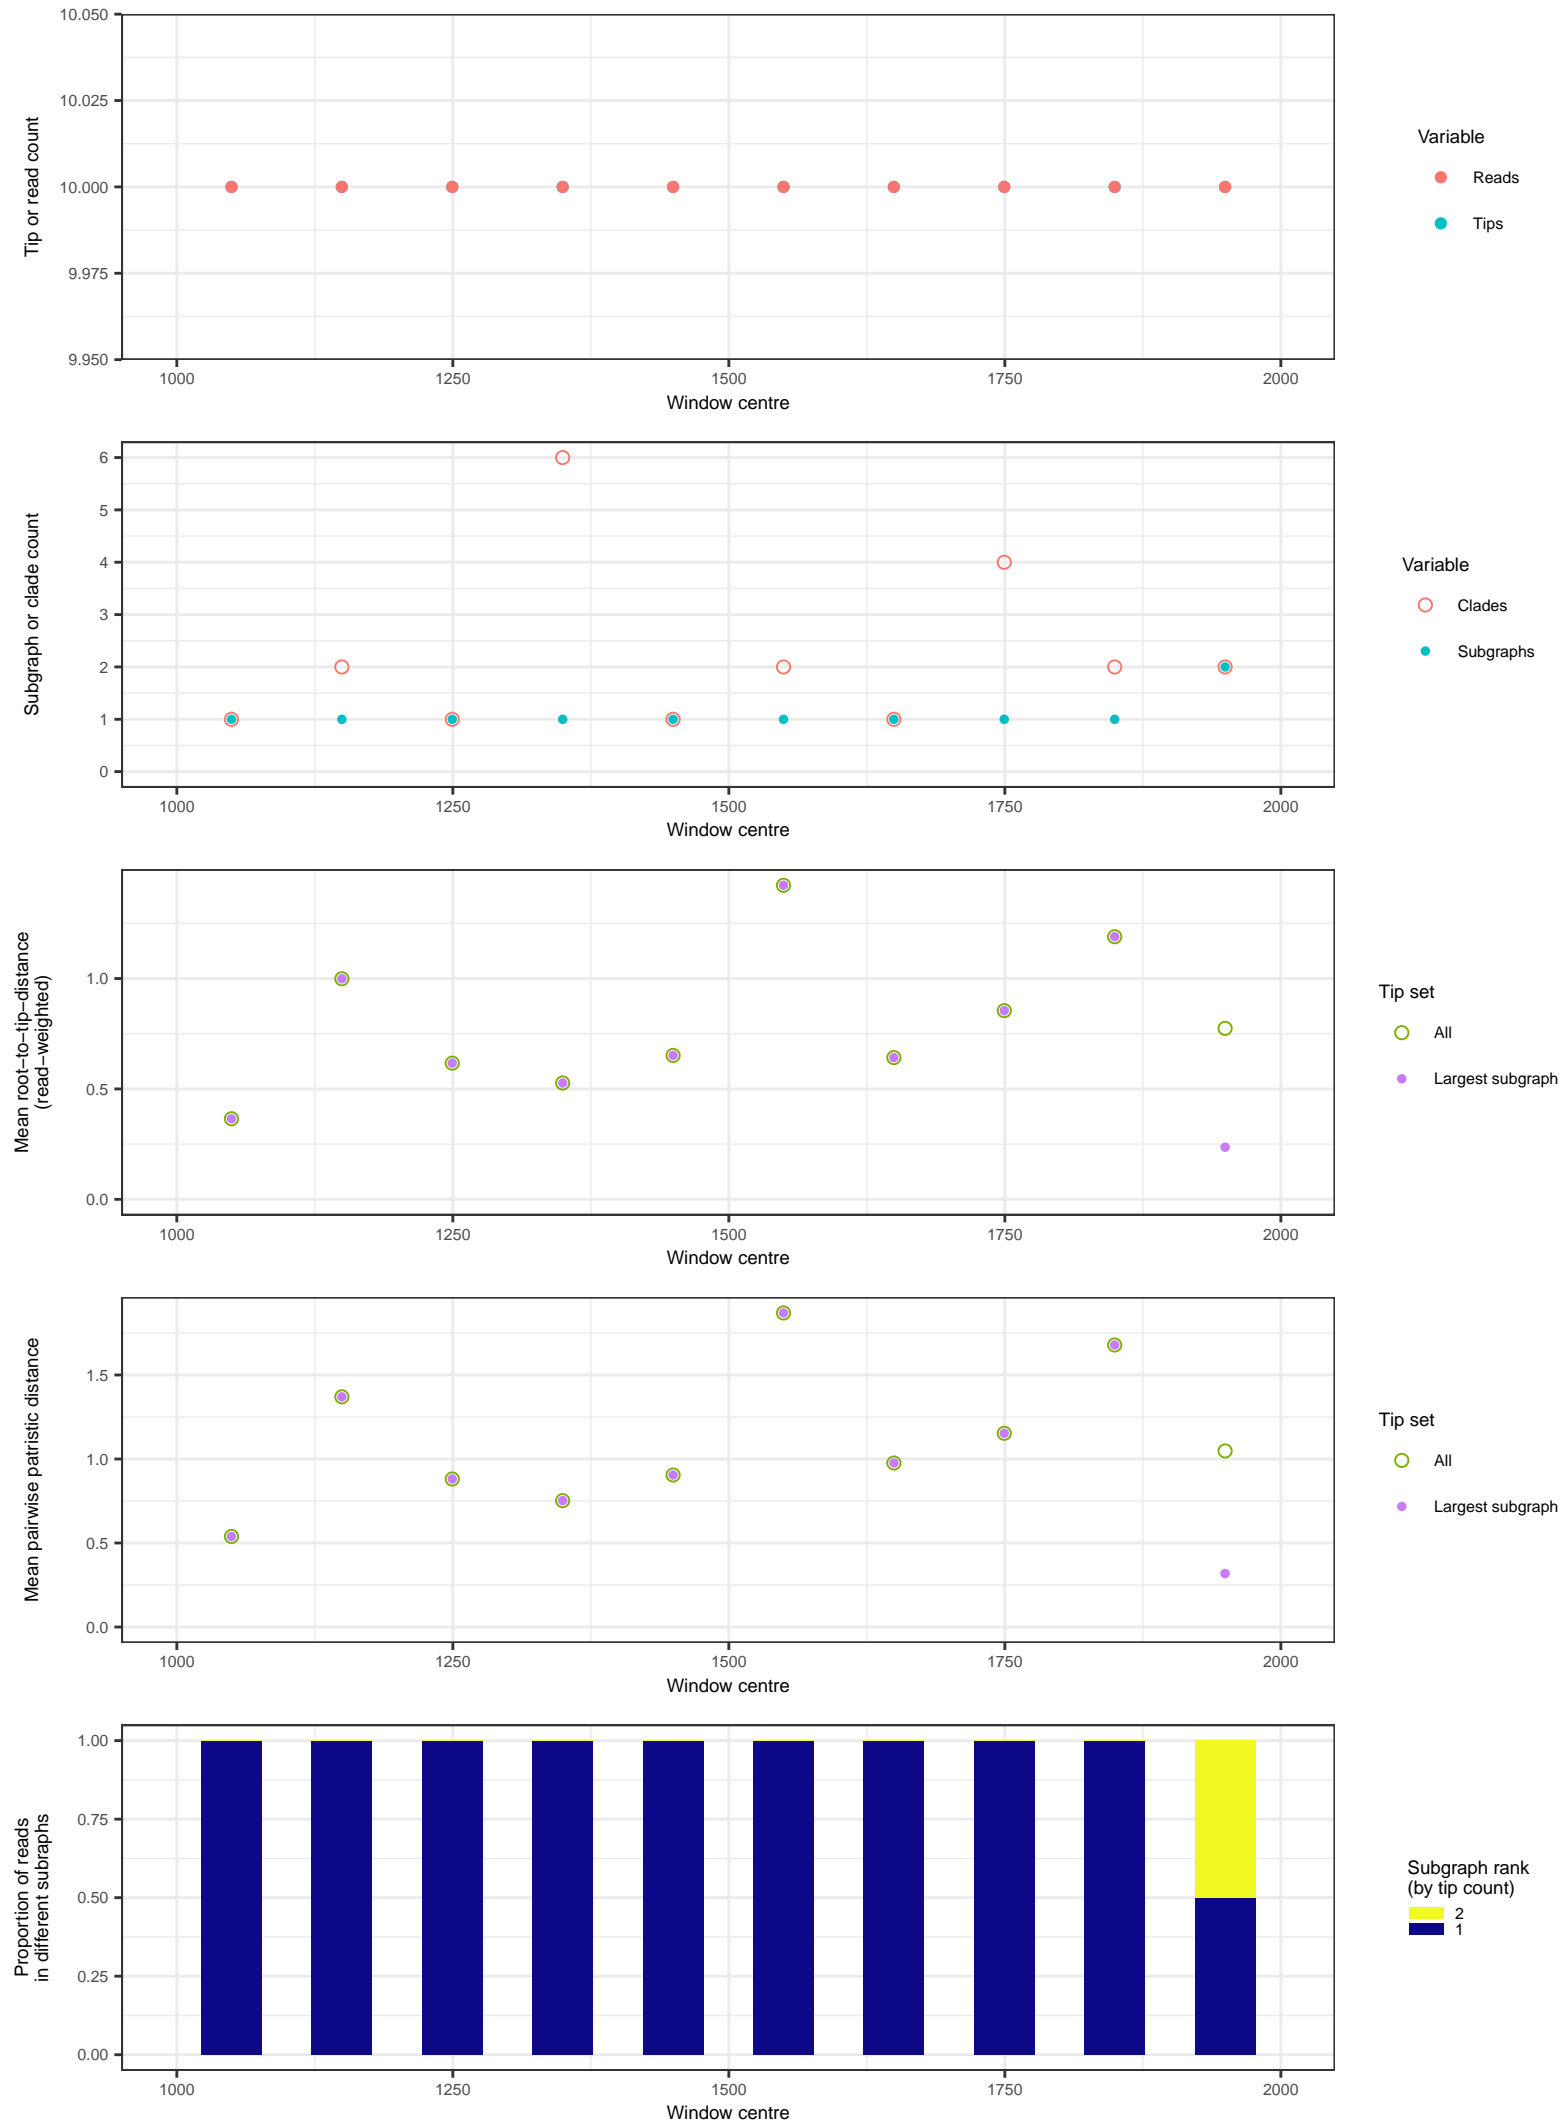 10.050
10.025
10.000
9.975
9.950
Tip or read count
1000 1250 1500 1750 2000
Window centre
Variable
Reads
Tips
6
5
4
3
2
1
0
Subgraph or clade count
1000 1250 1500 1750 2000
Window centre
Variable
Clades
Subgraphs
1.0
0.5
0.0
Mean root−to−tip−distance
(read−weighted)
1000 1250 1500 1750 2000
Window centre
Tip set
All
Largest subgraph
1.5
1.0
0.5
0.0
Mean pairwise patristic distance
1000 1250 1500 1750 2000
Window centre
Tip set
All
Largest subgraph
1.00
0.75
0.50
0.25
0.00
Proportion of reads
in different subraphs
1000 1250 1500 1750 2000
Window centre
Subgraph rank
(by tip count)
2
1